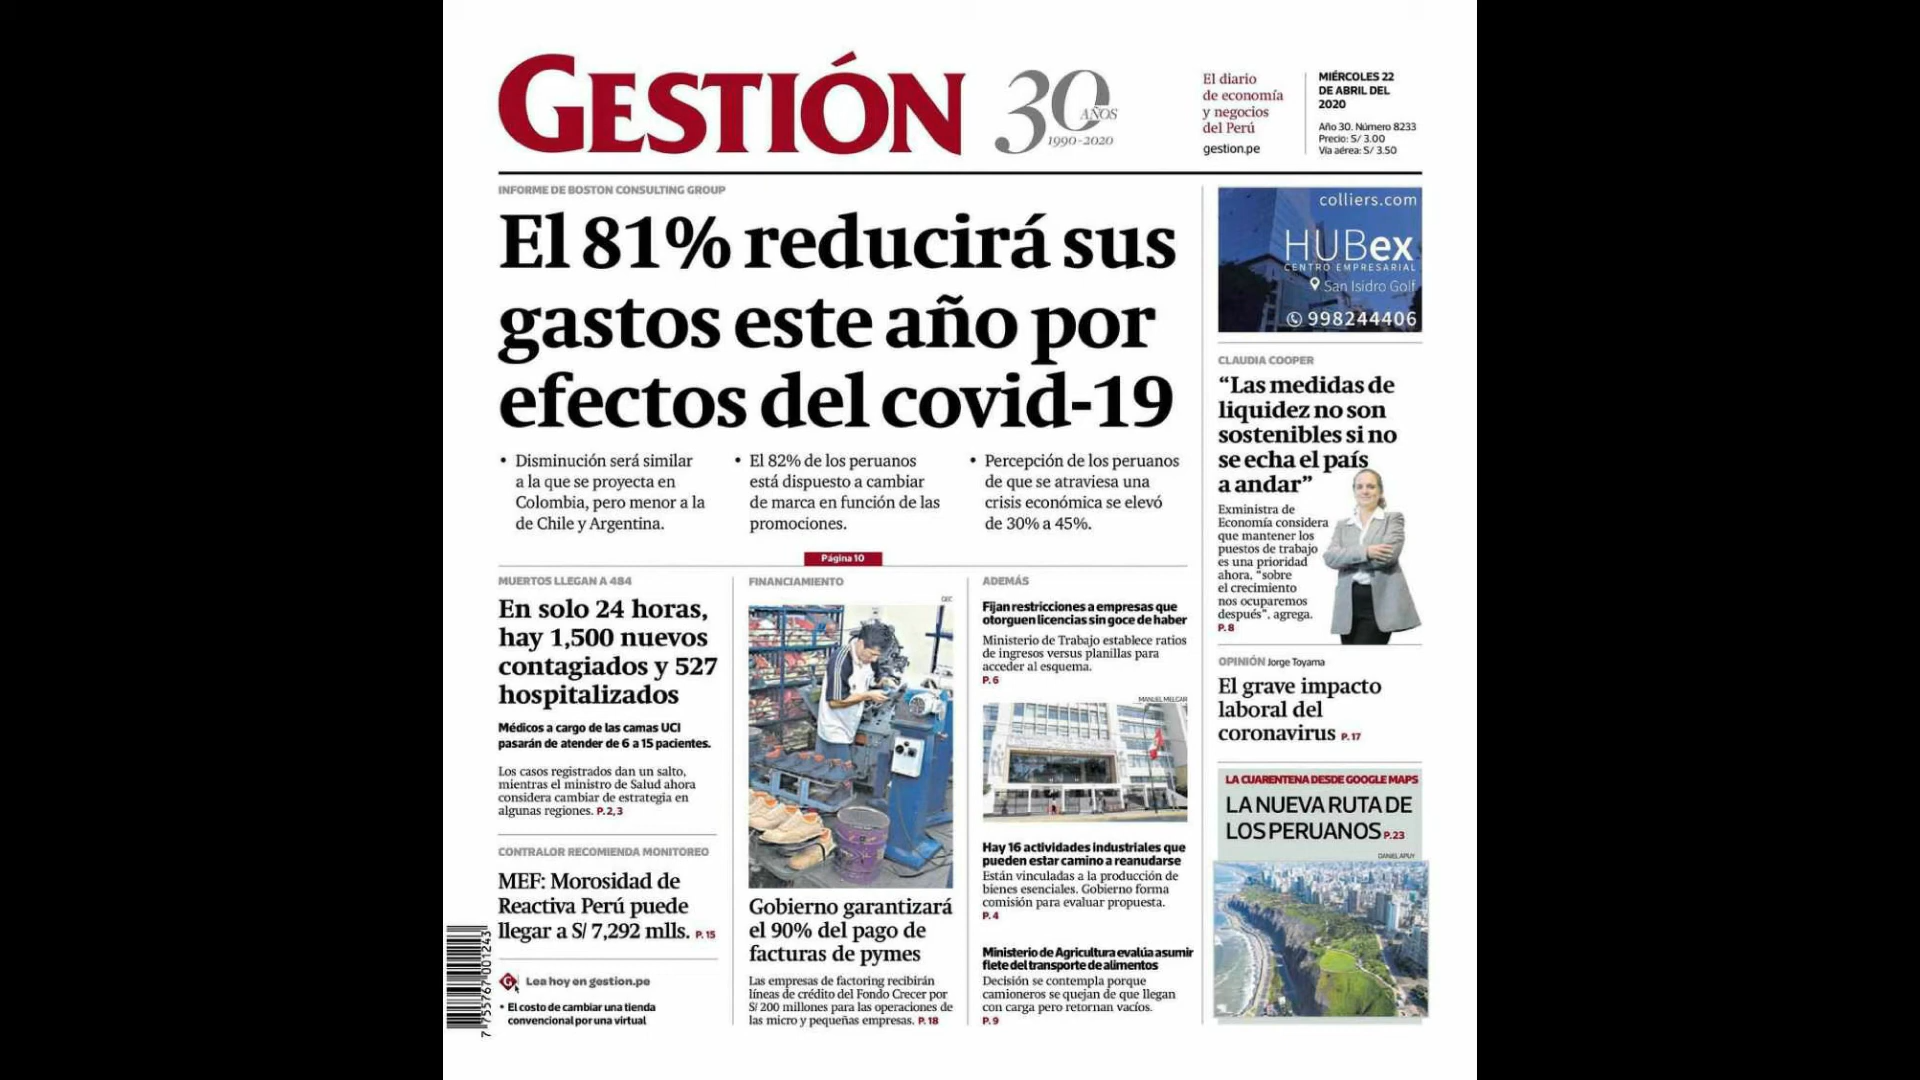 GESTIÓN
30
AÑOS
1990-2020
El diario
de economía
y negocios
del Perú
gestion.pe
MIÉRCOLES 22
DE ABRIL DEL
2020
Año 30. Número 8233
Precio: S/ 3.00
Vía aérea: S/ 3.50
INFORME DE BOSTON CONSULTING GROUP
El 81% reducirá sus
gastos este año por
efectos del covid-19
• Disminución será similar
a la que se proyecta en
Colombia, pero menor a la
de Chile y Argentina.
• El 82% de los peruanos
está dispuesto a cambiar
de marca en función de las
promociones.
• Percepción de los peruanos
de que se atraviesa una
crisis económica se elevó
de 30% a 45%.
Página 10
MUERTOS LLEGAN A 484
En solo 24 horas,
hay 1,500 nuevos
contagiados y 527
hospitalizados
Médicos a cargo de las camas UCI
pasarán de atender de 6 a 15 pacientes.
Los casos registrados dan un salto,
mientras el ministro de Salud ahora
considera cambiar de estrategia en
algunas regiones. P. 2, 3
CONTRALOR RECOMIENDA MONITOREO
MEF: Morosidad de
Reactiva Perú puede
llegar a S/ 7,292 mlls. P. 15
G
Lea hoy en gestion.pe
• El costo de cambiar una tienda
convencional por una virtual
7 755767 001243
FINANCIAMIENTO
GEC
Gobierno garantizará
el 90% del pago de
facturas de pymes
Las empresas de factoring recibirán
líneas de crédito del Fondo Crecer por
S/ 200 millones para las operaciones de
las micro y pequeñas empresas. P. 18
ADEMÁS
Fijan restricciones a empresas que
otorguen licencias sin goce de haber
Ministerio de Trabajo establece ratios
de ingresos versus planillas para
acceder al esquema.
P. 6
MANUEL MELGAR
Hay 16 actividades industriales que
pueden estar camino a reanudarse
Están vinculadas a la producción de
bienes esenciales. Gobierno forma
comisión para evaluar propuesta.
P. 4
Ministerio de Agricultura evalúa asumir
flete del transporte de alimentos
Decisión se contempla porque
camioneros se quejan de que llegan
con carga pero retornan vacíos.
P. 9
colliers.com
HUBex
CENTRO EMPRESARIAL
San Isidro Golf
998244406
CLAUDIA COOPER
“Las medidas de
liquidez no son
sostenibles si no
se echa el país
a andar”
Exministra de
Economía considera
que mantener los
puestos de trabajo
es una prioridad
ahora, “sobre
el crecimiento
nos ocuparemos
después”, agrega.
P. 8
OPINIÓN Jorge Toyama
El grave impacto
laboral del
coronavirus P. 17
LA CUARENTENA DESDE GOOGLE MAPS
LA NUEVA RUTA DE
LOS PERUANOS P. 23
DANIEL APUY